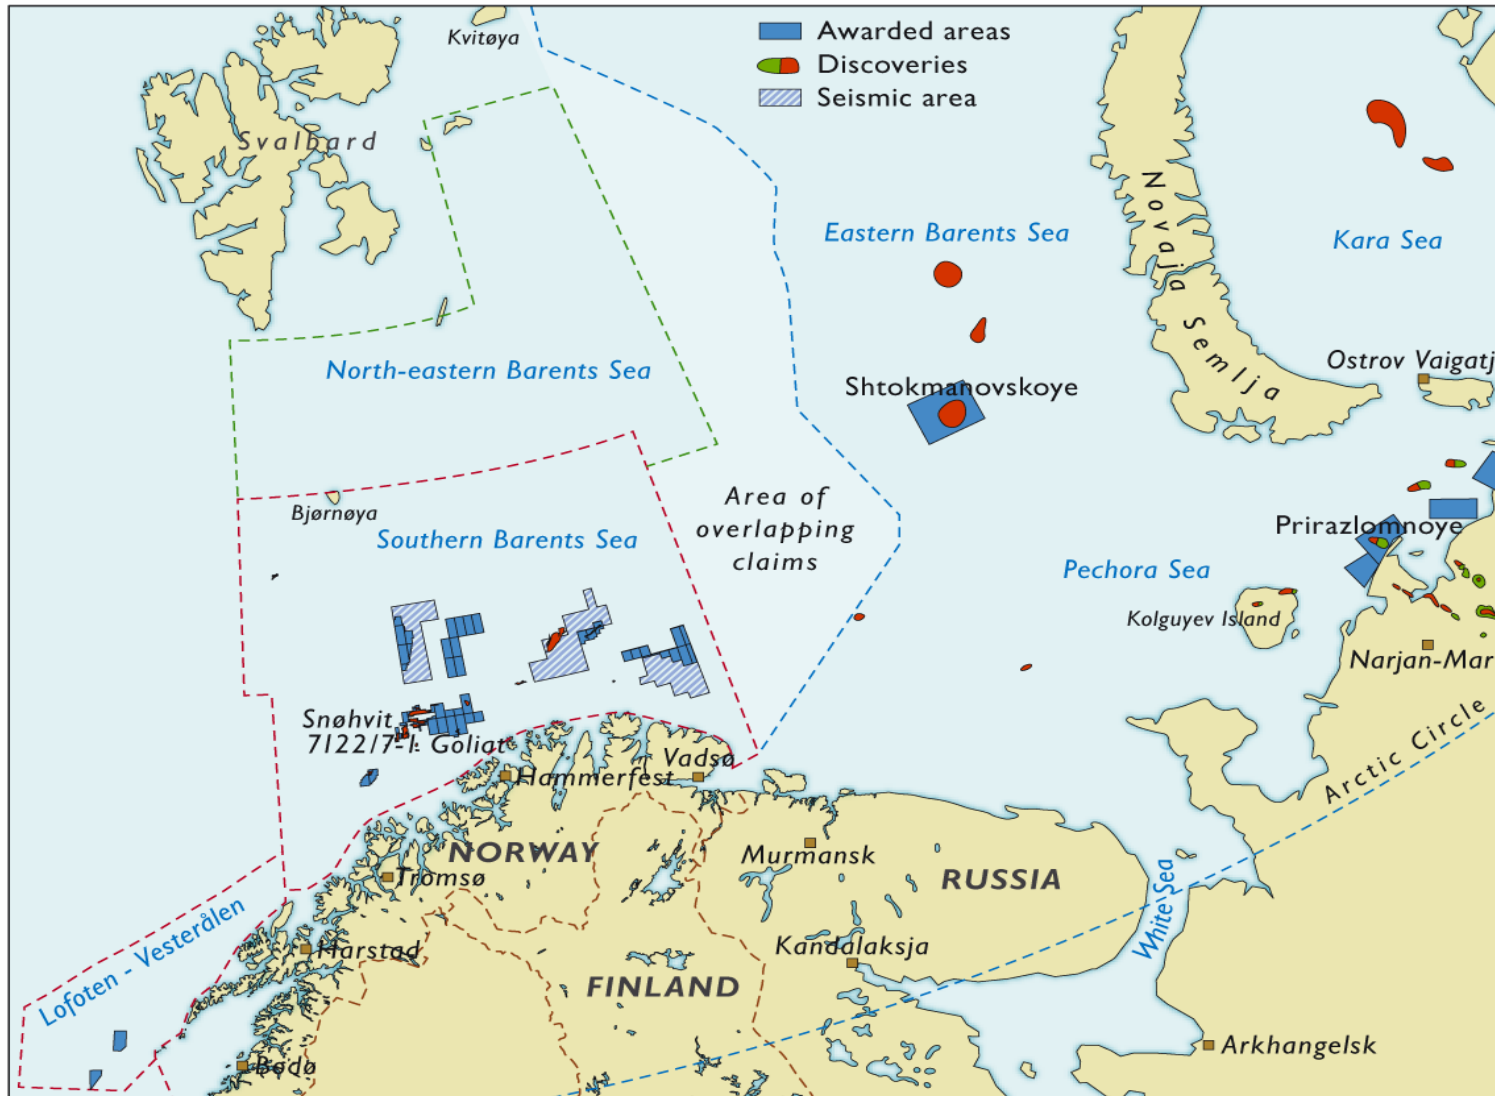 Kvitøya
Awarded areas
Discoveries
Seismic area
Svalbard
Novaja Semlja
Eastern Barents Sea
Kara Sea
North-eastern Barents Sea
Ostrov Vaigatj
Shtokmanovskoye
Bjørnøya
Southern Barents Sea
Area of
overlapping
claims
Prirazlomnoye
Pechora Sea
Kolguyev Island
Narjan-Mar
Snøhvit
7122/7-1 Goliat
Hammerfest
Vadsø
Arctic Circle
NORWAY
Murmansk
RUSSIA
Tromsø
White Sea
Lofoten - Vesterålen
Harstad
Kandalaksja
FINLAND
Bodø
Arkhangelsk